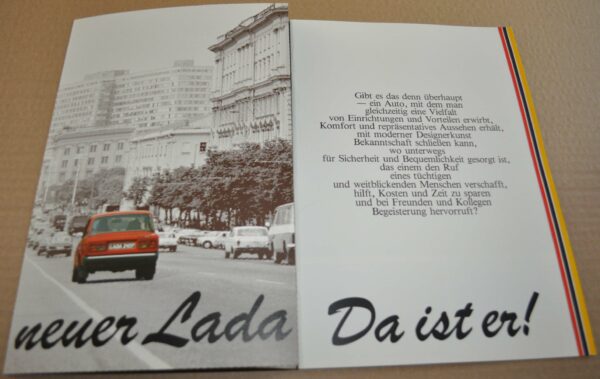 LADA 2107
neuer Lada
Gibt es das denn überhaupt
— ein Auto, mit dem man
gleichzeitig eine Vielfalt
von Einrichtungen und Vorteilen erwirbt,
Komfort und repräsentatives Aussehen erhält,
mit moderner Designerkunst
Bekanntschaft schließen kann,
wo unterwegs
für Sicherheit und Bequemlichkeit gesorgt ist,
das einem den Ruf
eines tüchtigen
und weitblickenden Menschen verschafft,
hilft, Kosten und Zeit zu sparen
und bei Freunden und Kollegen
Begeisterung hervorruft?
Da ist er!